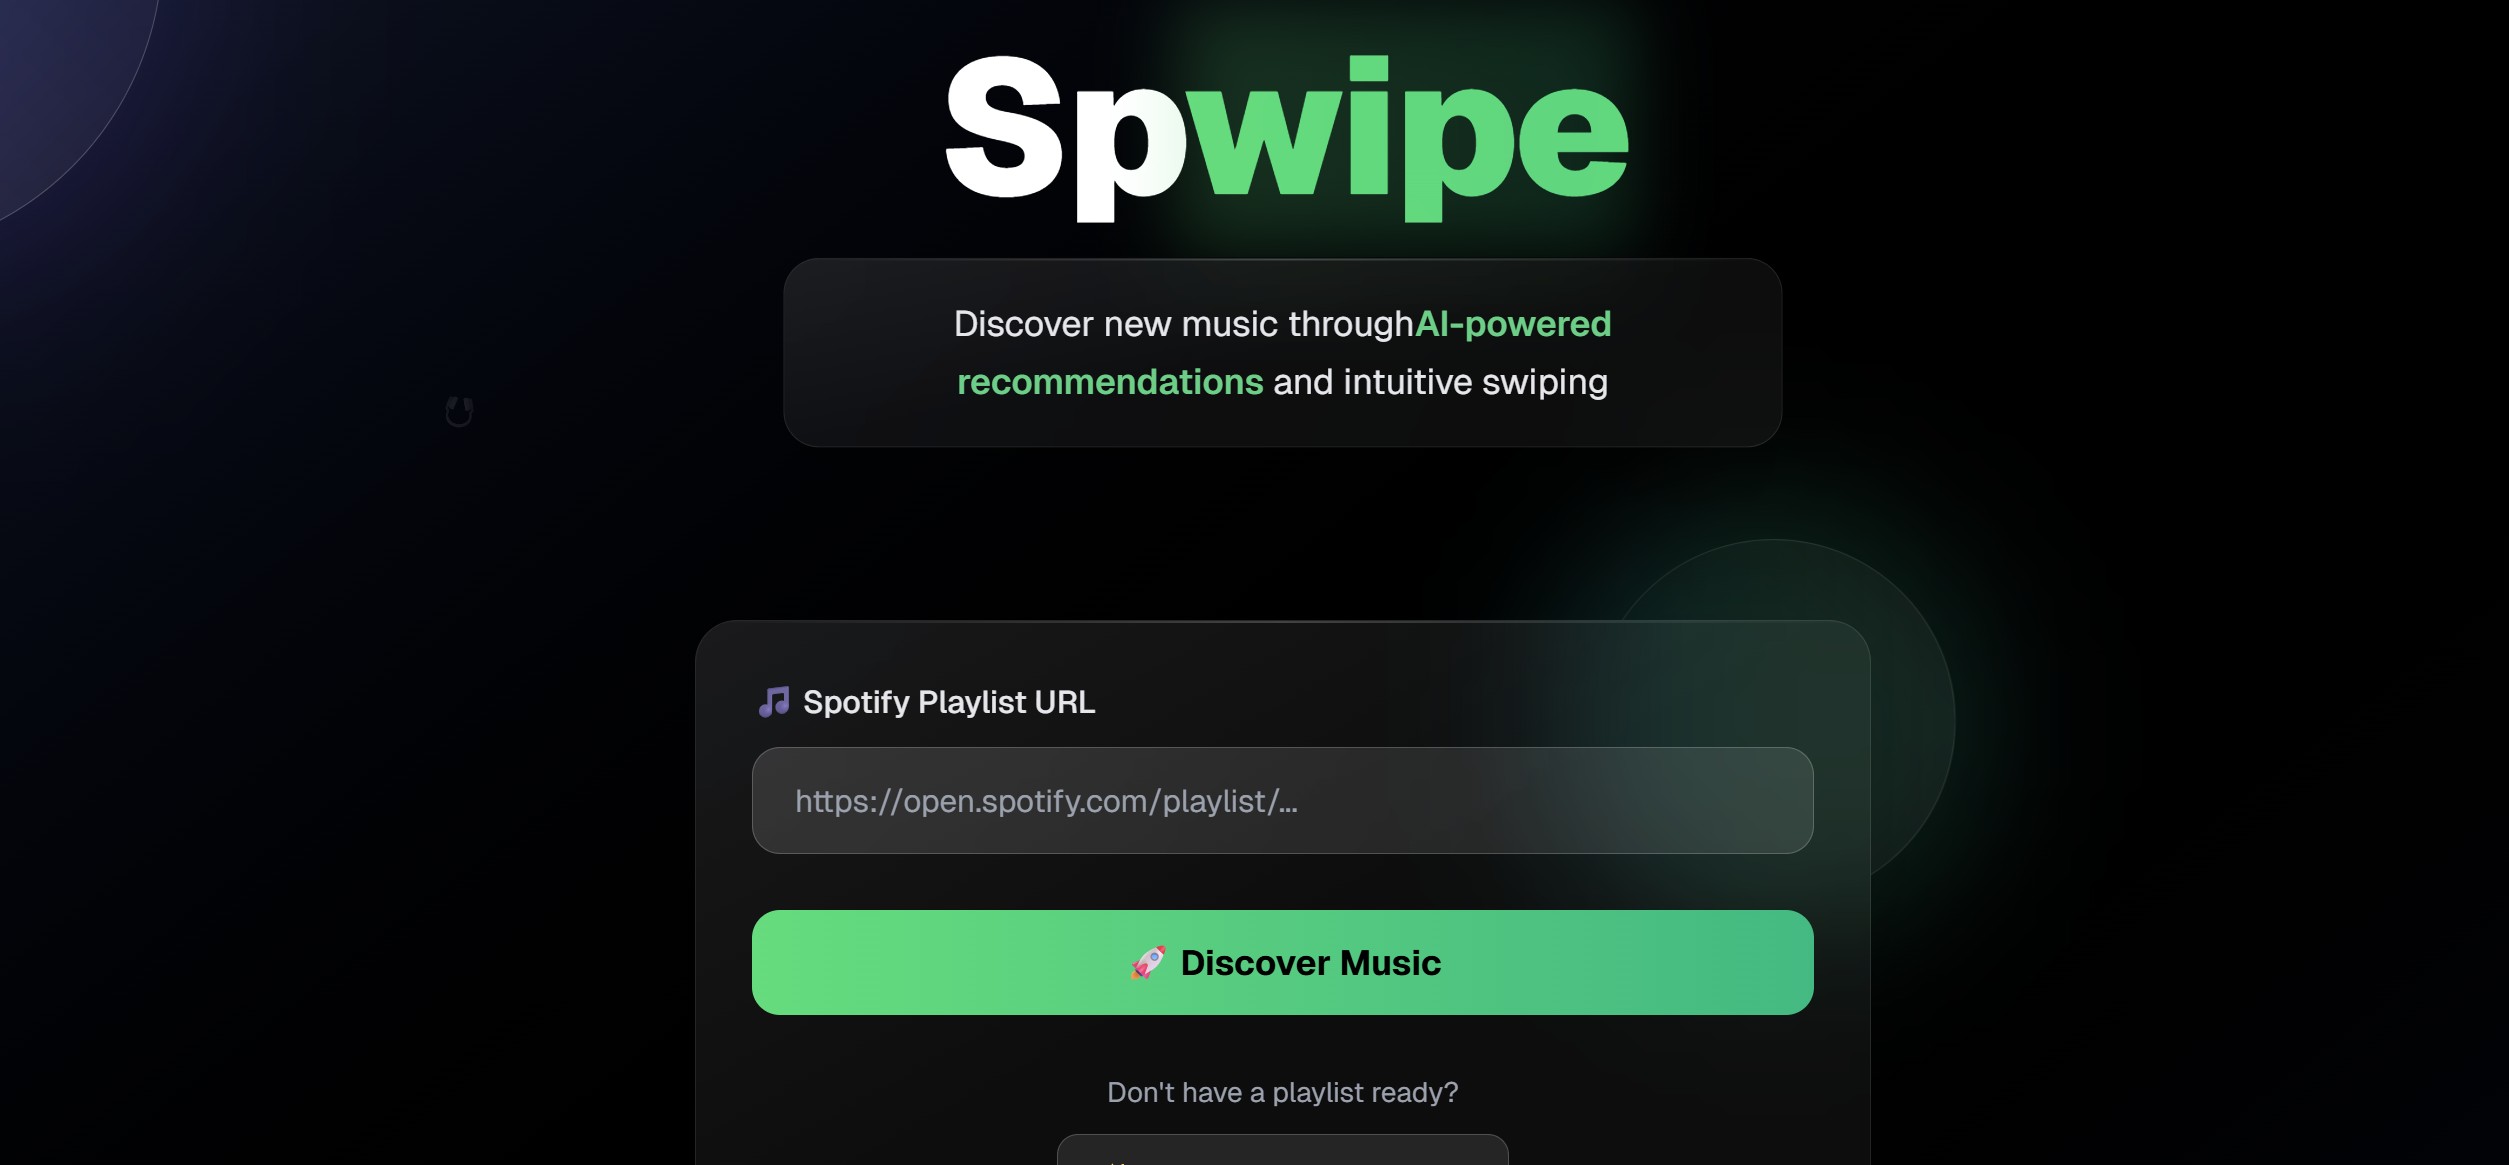 Spwipe
Discover new music throughAI-powered
recommendations and intuitive swiping
🎵 Spotify Playlist URL
https://open.spotify.com/playlist/...
🚀 Discover Music
Don't have a playlist ready?